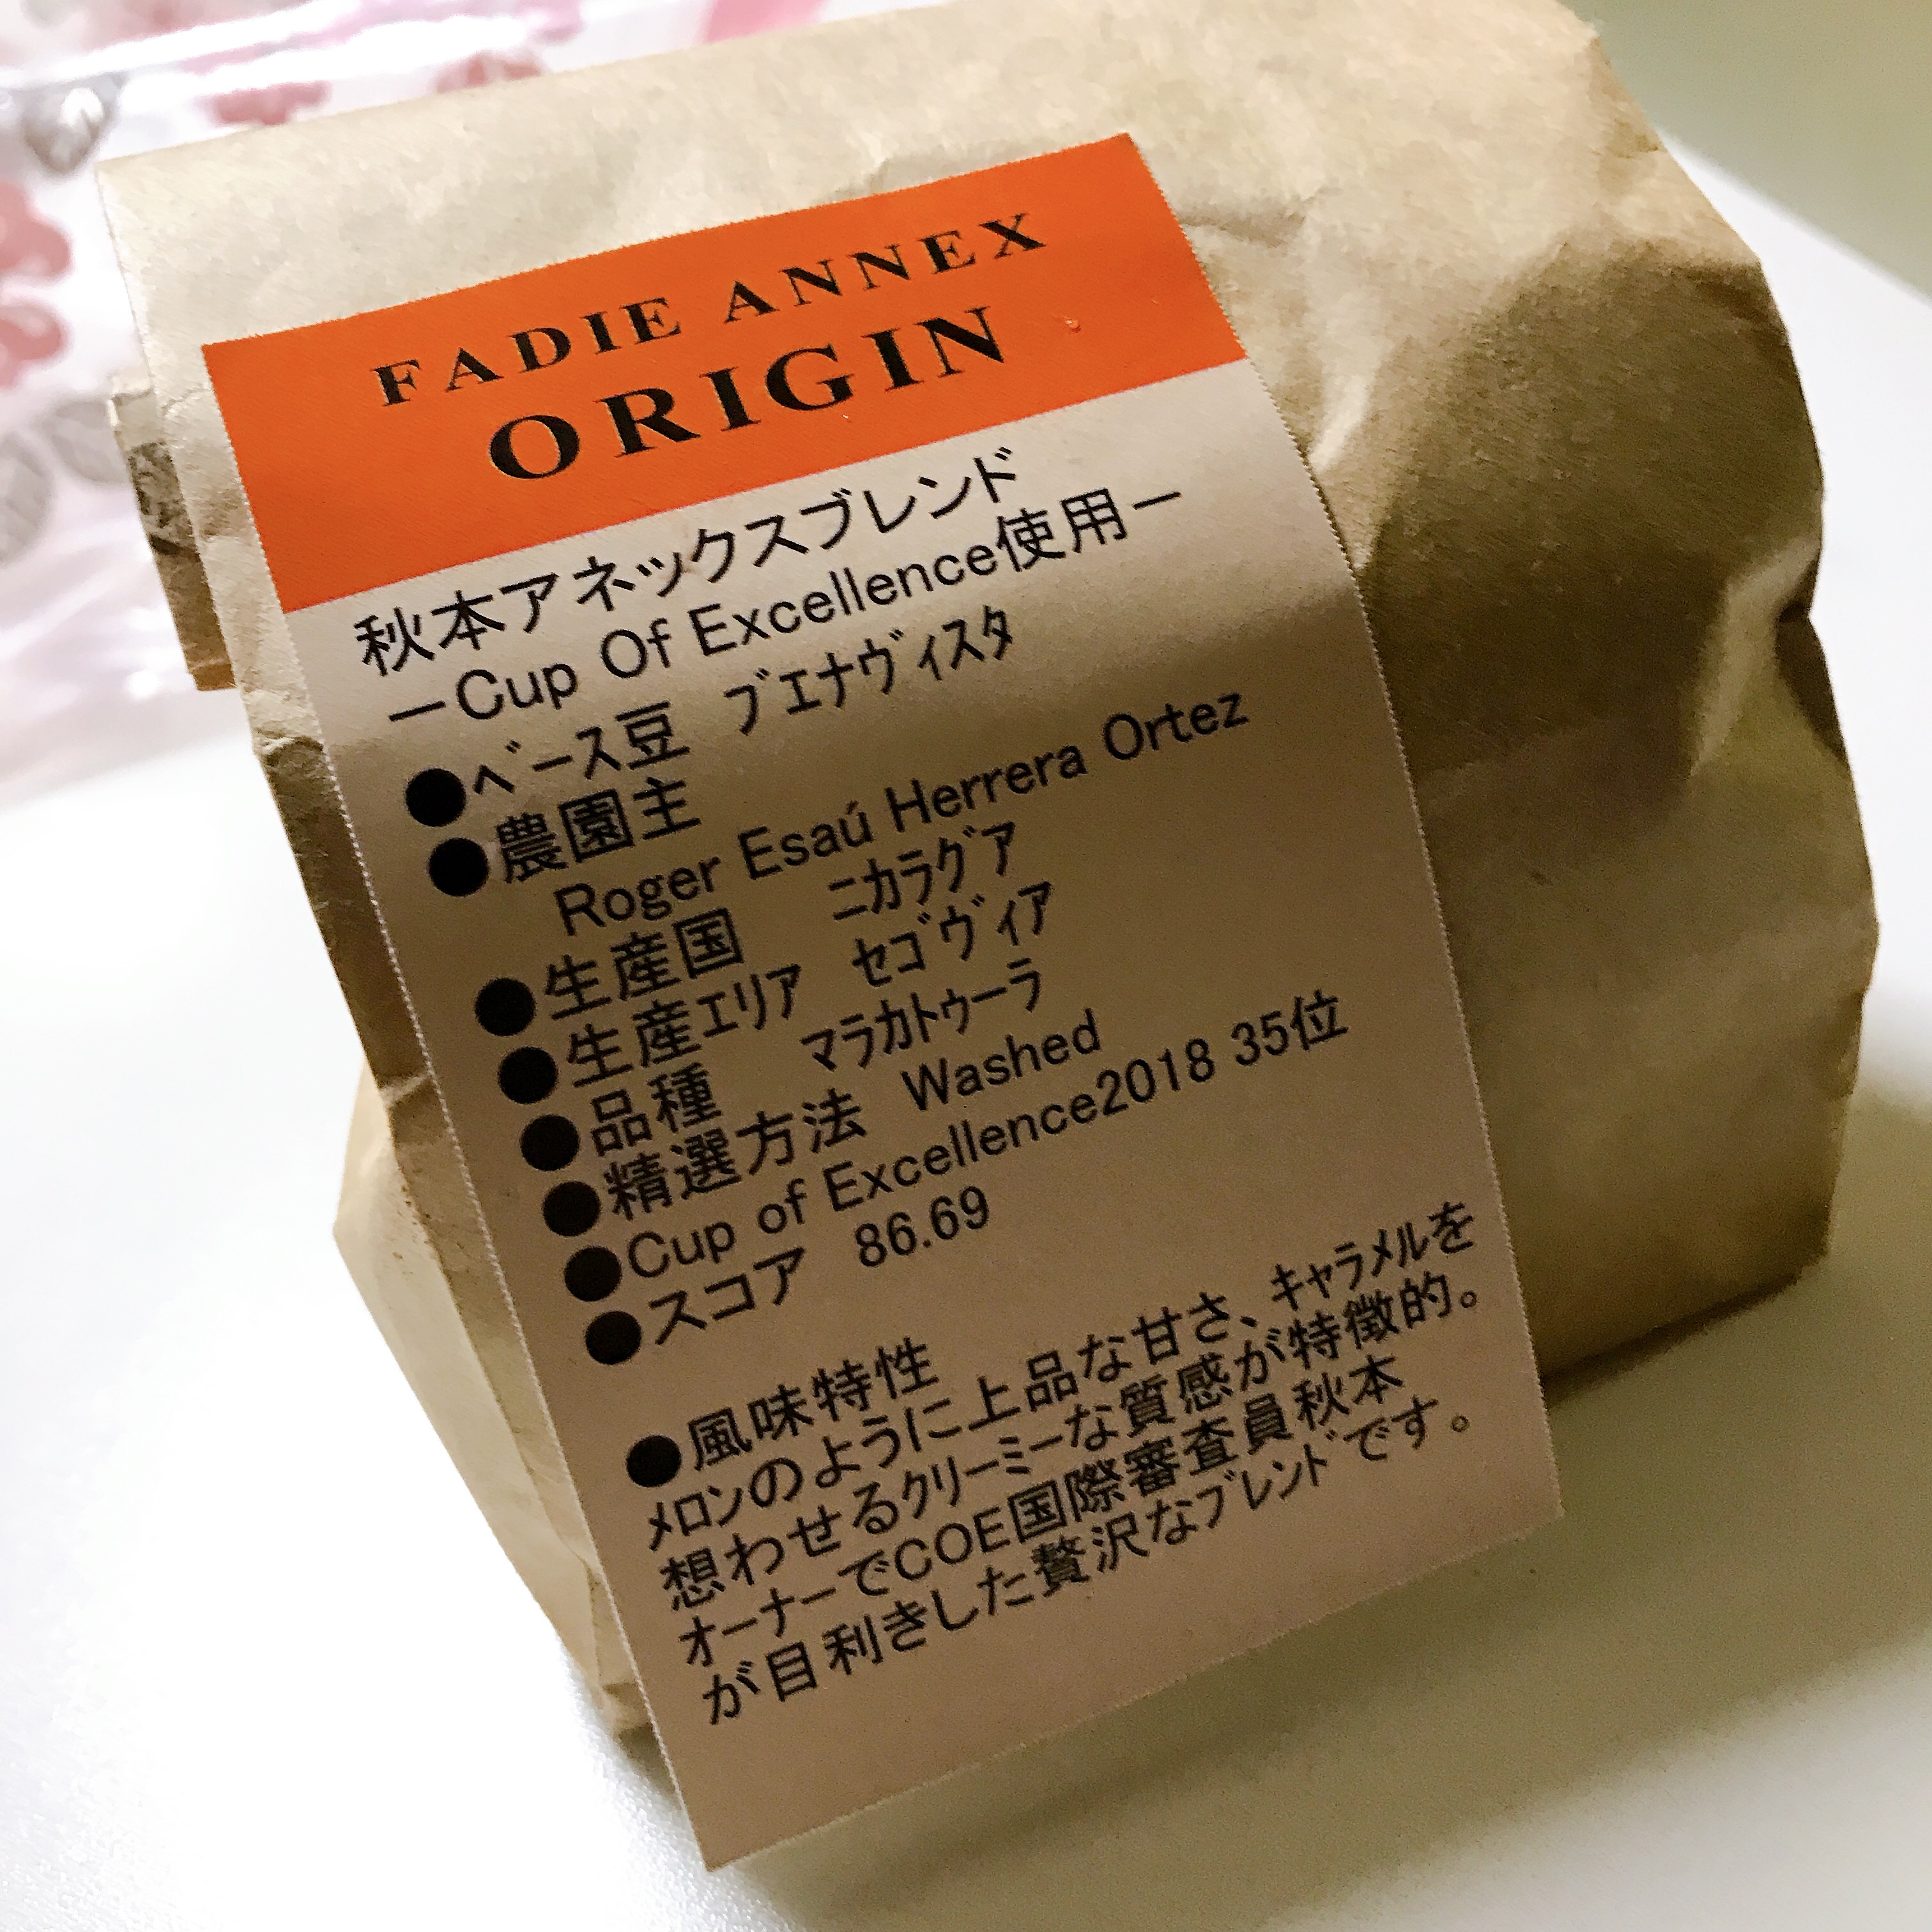 FADIE ANNEX
ORIGIN
秋本アネックスブレンド
ーCup Of Excellence使用ー
●ﾍﾞｰｽ豆 ﾌﾞｴﾅｳﾞｨｽﾀ
●農園主
Roger Esaú Herrera Ortez
●生産国 ﾆｶﾗｸﾞｱ
●生産ｴﾘｱ ｾｺﾞｳﾞｨｱ
●品種 ﾏﾗｶﾄｩｰﾗ
●精選方法 Washed
●Cup of Excellence2018 35位
●スコア 86.69
●風味特性
ﾒﾛﾝのように上品な甘さ、ｷｬﾗﾒﾙを
想わせるｸﾘｰﾐｰな質感が特徴的。
ｵｰﾅｰでCOE国際審査員秋本
が目利きした贅沢なﾌﾞﾚﾝﾄﾞです。